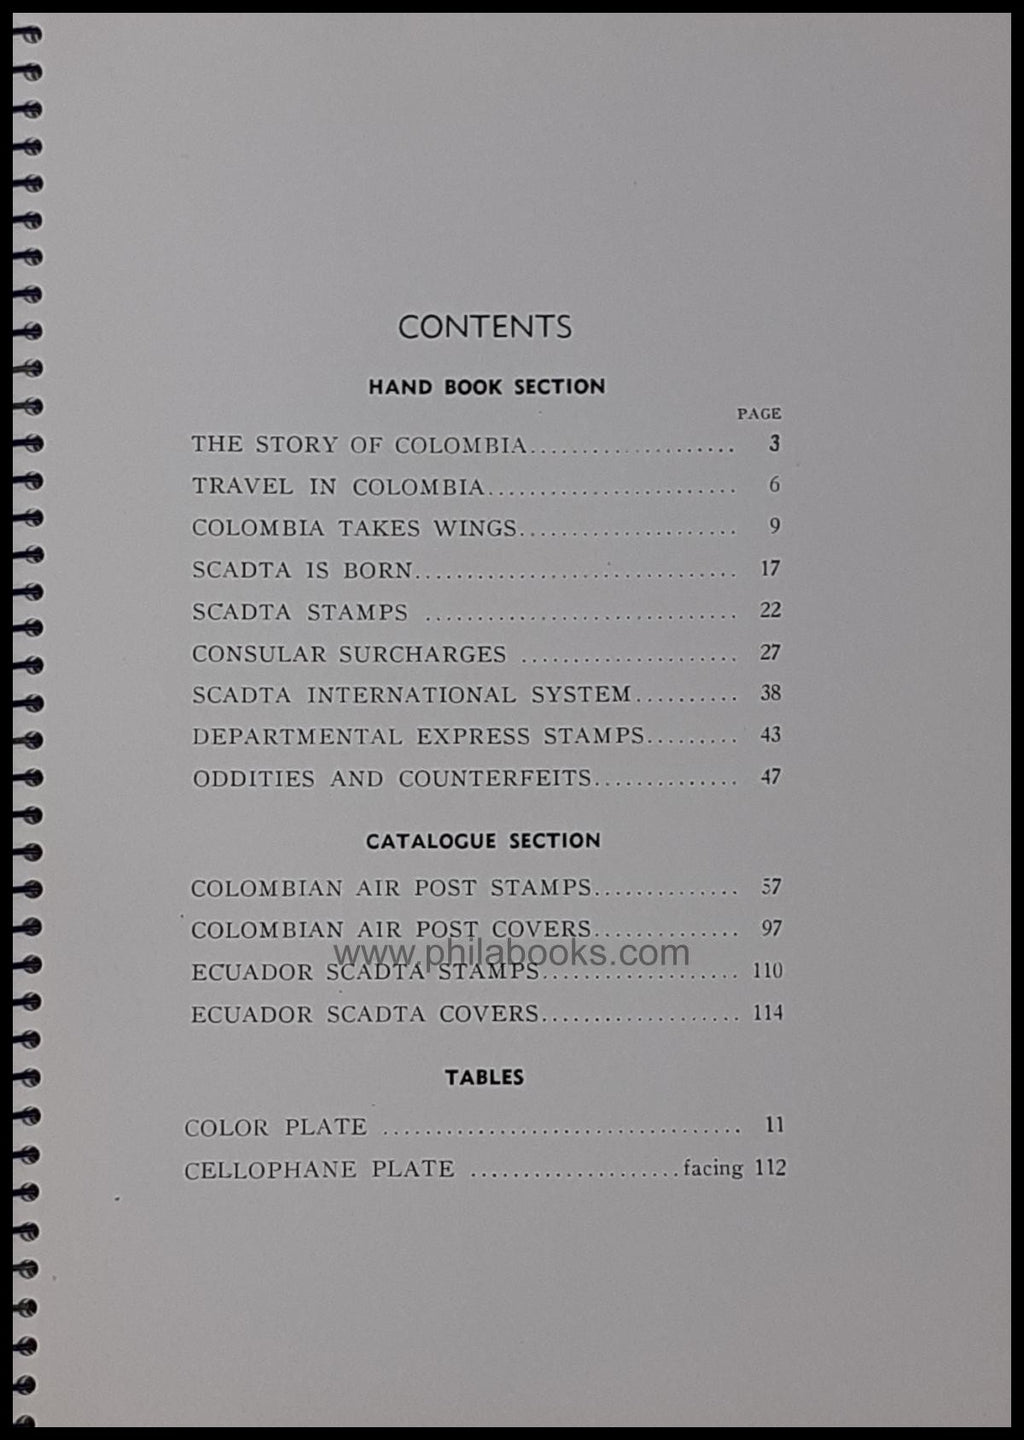 CONTENTS
HAND BOOK SECTION
PAGE
THE STORY OF COLOMBIA.................... 3
TRAVEL IN COLOMBIA........................ 6
COLOMBIA TAKES WINGS..................... 9
SCADTA IS BORN............................... 17
SCADTA STAMPS .............................. 22
CONSULAR SURCHARGES ..................... 27
SCADTA INTERNATIONAL SYSTEM.......... 38
DEPARTMENTAL EXPRESS STAMPS......... 43
ODDITIES AND COUNTERFEITS.............. 47
CATALOGUE SECTION
COLOMBIAN AIR POST STAMPS.............. 57
COLOMBIAN AIR POST COVERS.............. 97
www.philabooks.com
ECUADOR SCADTA STAMPS................... 110
ECUADOR SCADTA COVERS................... 114
TABLES
COLOR PLATE .................................. 11
CELLOPHANE PLATE ....................facing 112